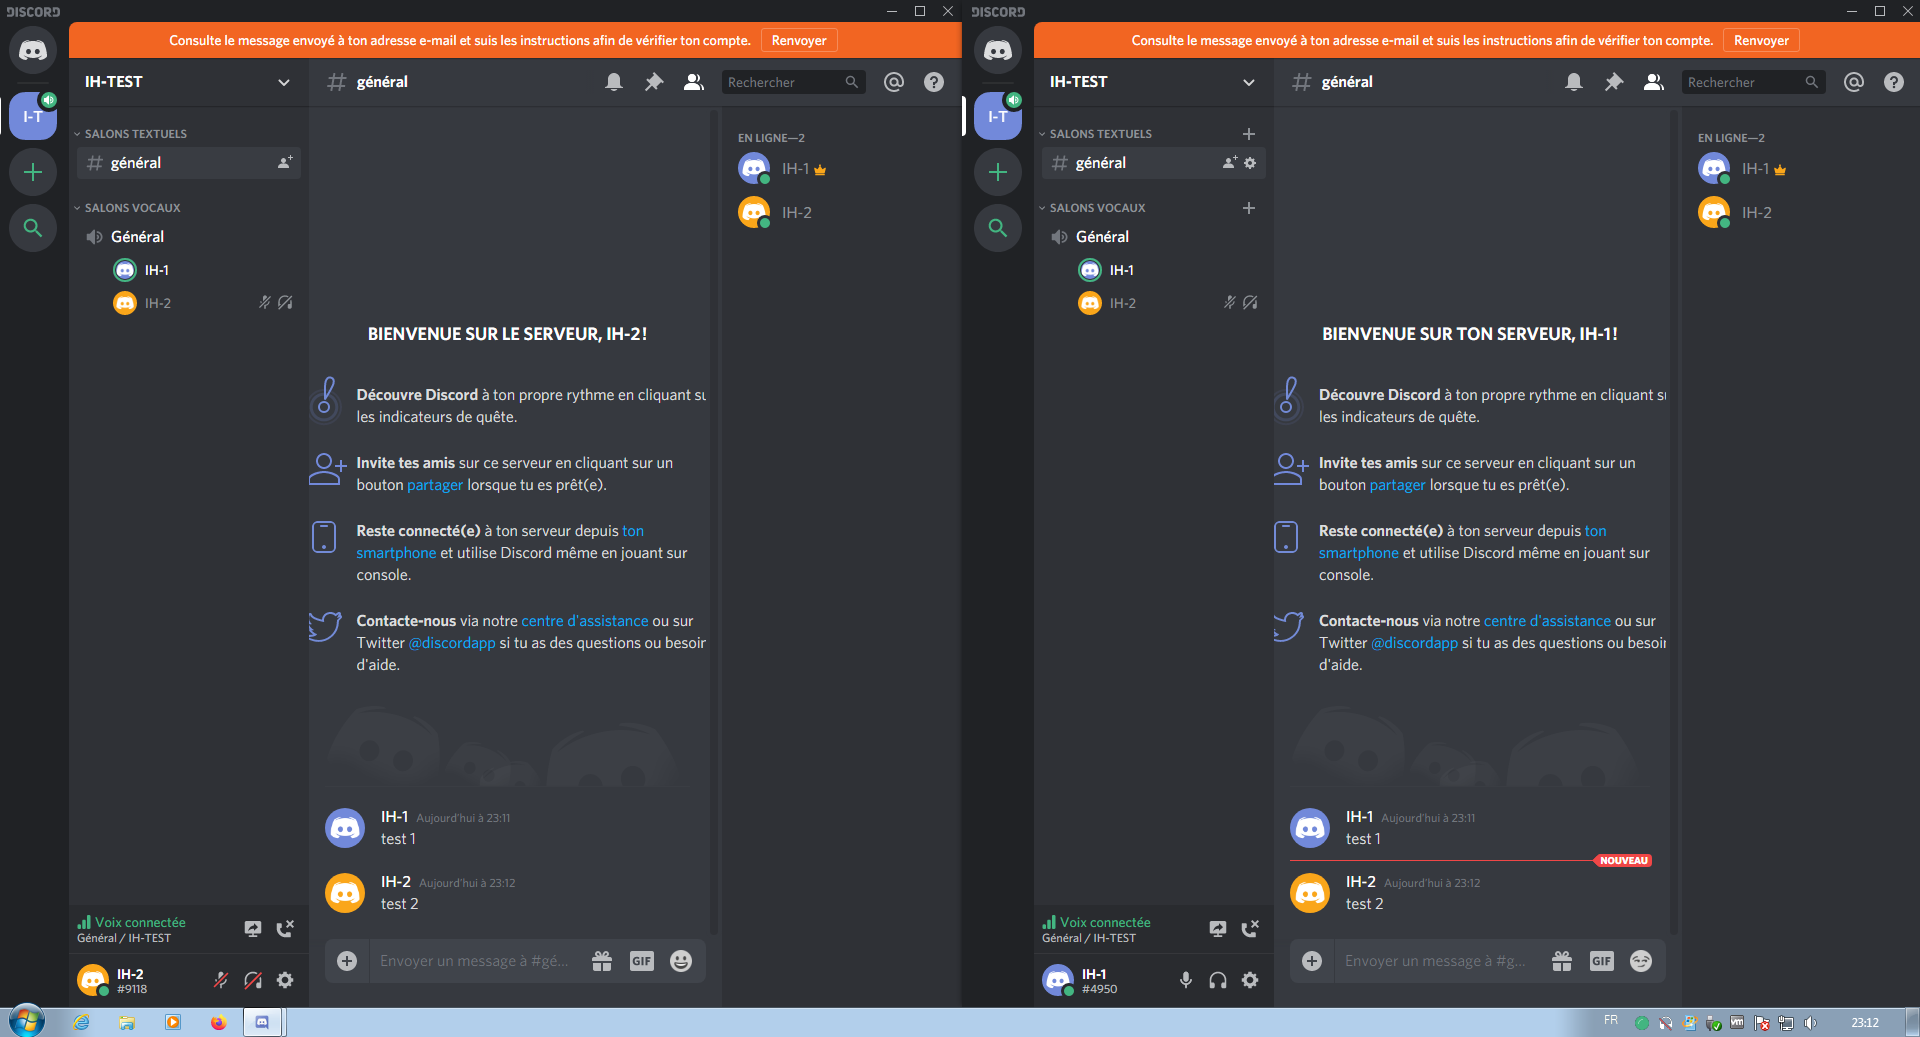 DISCORD
Consulte le message envoyé à ton adresse e-mail et suis les instructions afin de vérifier ton compte.
Renvoyer
IH-TEST
général
Rechercher
I-T
SALONS TEXTUELS
général
SALONS VOCAUX
Général
IH-1
IH-2
EN LIGNE—2
IH-1
IH-2
BIENVENUE SUR LE SERVEUR, IH-2!
Découvre Discord à ton propre rythme en cliquant su
les indicateurs de quête.
Invite tes amis sur ce serveur en cliquant sur un
bouton partager lorsque tu es prêt(e).
Reste connecté(e) à ton serveur depuis ton
smartphone et utilise Discord même en jouant sur
console.
Contacte-nous via notre centre d'assistance ou sur
Twitter @discordapp si tu as des questions ou besoin
d'aide.
IH-1 Aujourd'hui à 23:11
test 1
IH-2 Aujourd'hui à 23:12
test 2
Voix connectée
Général / IH-TEST
Envoyer un message à #gé...
GIF
IH-2
#9118
DISCORD
Consulte le message envoyé à ton adresse e-mail et suis les instructions afin de vérifier ton compte.
Renvoyer
IH-TEST
général
Rechercher
I-T
SALONS TEXTUELS
général
SALONS VOCAUX
Général
IH-1
IH-2
EN LIGNE—2
IH-1
IH-2
BIENVENUE SUR TON SERVEUR, IH-1!
Découvre Discord à ton propre rythme en cliquant su
les indicateurs de quête.
Invite tes amis sur ce serveur en cliquant sur un
bouton partager lorsque tu es prêt(e).
Reste connecté(e) à ton serveur depuis ton
smartphone et utilise Discord même en jouant sur
console.
Contacte-nous via notre centre d'assistance ou sur
Twitter @discordapp si tu as des questions ou besoin
d'aide.
IH-1 Aujourd'hui à 23:11
test 1
NOUVEAU
IH-2 Aujourd'hui à 23:12
test 2
Voix connectée
Général / IH-TEST
Envoyer un message à #g...
GIF
IH-1
#4950
FR
vm
23:12